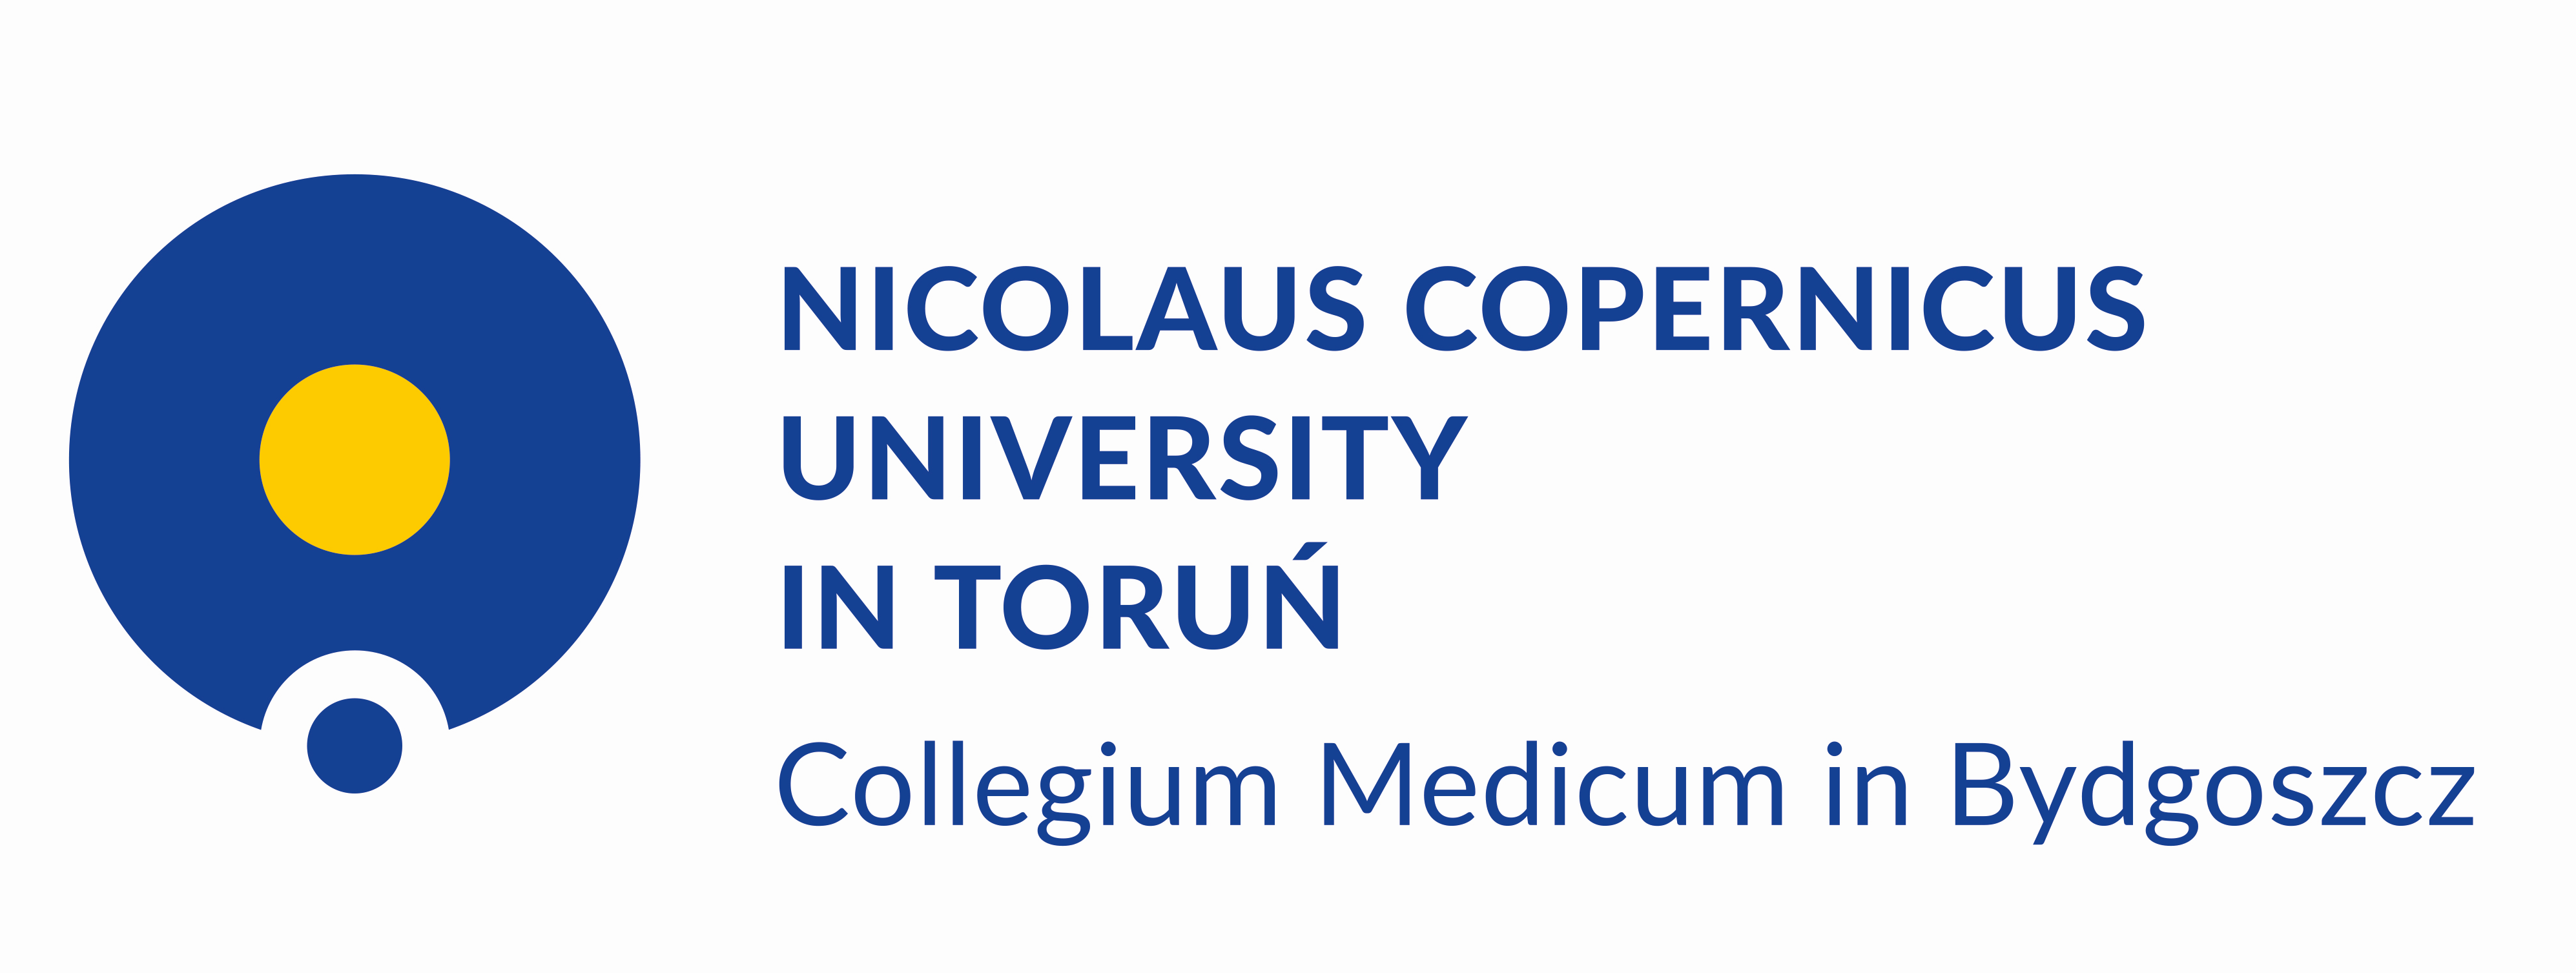 NICOLAUS COPERNICUS
UNIVERSITY
IN TORUŃ
Collegium Medicum in Bydgoszcz